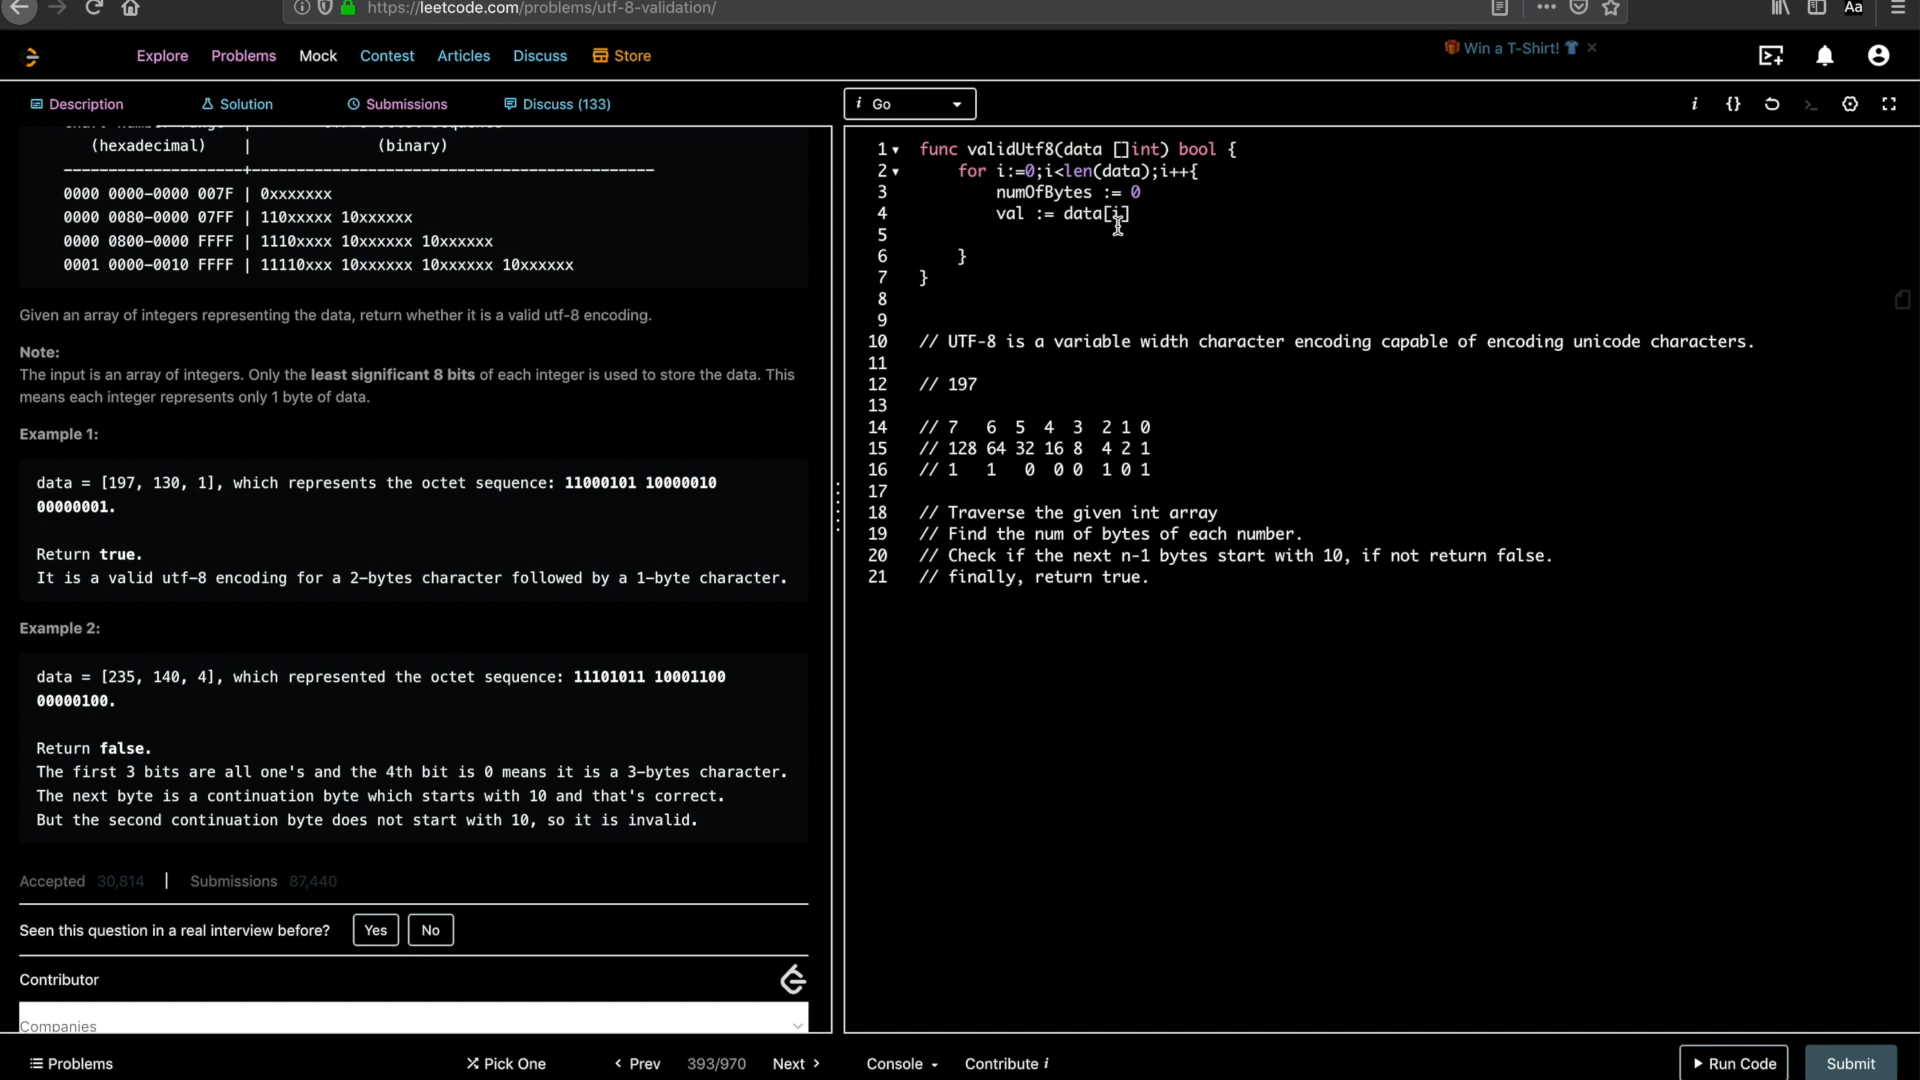 https://leetcode.com/problems/utf-8-validation/
Aa
Explore Problems Mock Contest Articles Discuss Store
Win a T-Shirt!
Description Solution Submissions Discuss (133)
i Go
i {}
(hexadecimal) | (binary)
--------------------+---------------------------------------------
0000 0000-0000 007F | 0xxxxxxx
0000 0080-0000 07FF | 110xxxxx 10xxxxxx
0000 0800-0000 FFFF | 1110xxxx 10xxxxxx 10xxxxxx
0001 0000-0010 FFFF | 11110xxx 10xxxxxx 10xxxxxx 10xxxxxx
Given an array of integers representing the data, return whether it is a valid utf-8 encoding.
Note:
The input is an array of integers. Only the least significant 8 bits of each integer is used to store the data. This
means each integer represents only 1 byte of data.
Example 1:
data = [197, 130, 1], which represents the octet sequence: 11000101 10000010
00000001.
Return true.
It is a valid utf-8 encoding for a 2-bytes character followed by a 1-byte character.
Example 2:
data = [235, 140, 4], which represented the octet sequence: 11101011 10001100
00000100.
Return false.
The first 3 bits are all one's and the 4th bit is 0 means it is a 3-bytes character.
The next byte is a continuation byte which starts with 10 and that's correct.
But the second continuation byte does not start with 10, so it is invalid.
Accepted 30,814 | Submissions 87,440
Seen this question in a real interview before? Yes No
Contributor
Companies
Problems Pick One Prev 393/970 Next
1 func validUtf8(data []int) bool {
2 for i:=0;i<len(data);i++{
3 numOfBytes := 0
4 val := data[i]
5
6 }
7 }
8
9
10 // UTF-8 is a variable width character encoding capable of encoding unicode characters.
11
12 // 197
13
14 // 7 6 5 4 3 2 1 0
15 // 128 64 32 16 8 4 2 1
16 // 1 1 0 0 0 1 0 1
17
18 // Traverse the given int array
19 // Find the num of bytes of each number.
20 // Check if the next n-1 bytes start with 10, if not return false.
21 // finally, return true.
Console Contribute i Run Code Submit